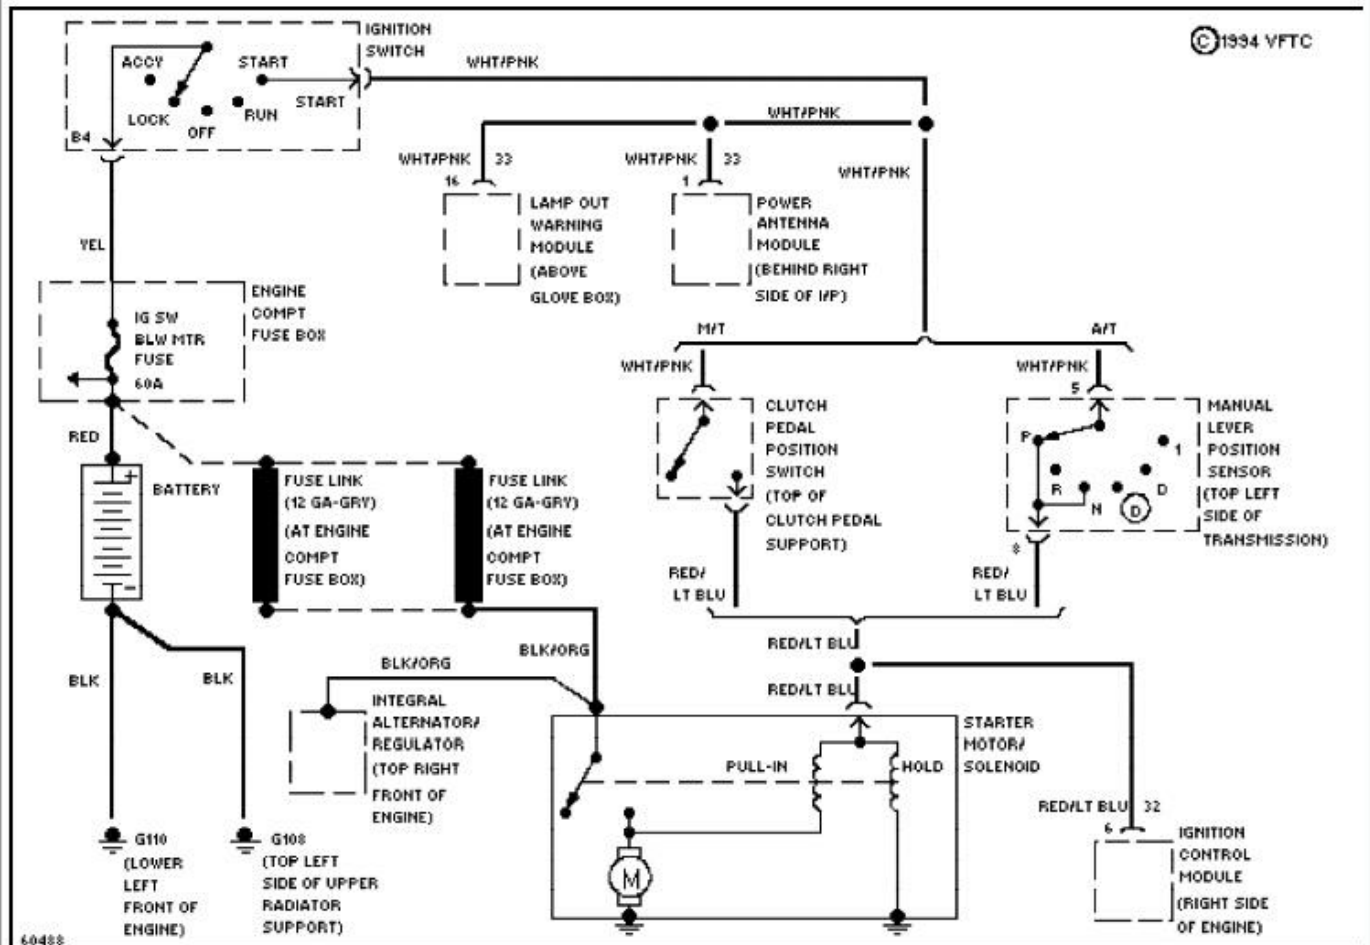 IGNITION
SWITCH
© 1994 VFTC
ACCY
START
LOCK
OFF
RUN
START
B4
WHT/PNK
WHT/PNK
WHT/PNK 33
16
WHT/PNK 33
1
WHT/PNK
LAMP OUT
WARNING
MODULE
(ABOVE
GLOVE BOX)
POWER
ANTENNA
MODULE
(BEHIND RIGHT
SIDE OF I/P)
YEL
ENGINE
COMPT
FUSE BOX
IG SW
BLW MTR
FUSE
60A
M/T
A/T
WHT/PNK
WHT/PNK
5
CLUTCH
PEDAL
POSITION
SWITCH
(TOP OF
CLUTCH PEDAL
SUPPORT)
P
R
N
D
D
1
8
MANUAL
LEVER
POSITION
SENSOR
(TOP LEFT
SIDE OF
TRANSMISSION)
RED
+
BATTERY
-
FUSE LINK
(12 GA-GRY)
(AT ENGINE
COMPT
FUSE BOX)
FUSE LINK
(12 GA-GRY)
(AT ENGINE
COMPT
FUSE BOX)
RED/
LT BLU
RED/
LT BLU
RED/LT BLU
RED/LT BLU
BLK
BLK
BLK/ORG
BLK/ORG
INTEGRAL
ALTERNATOR/
REGULATOR
(TOP RIGHT
FRONT OF
ENGINE)
STARTER
MOTOR/
SOLENOID
PULL-IN
HOLD
M
RED/LT BLU 32
6
IGNITION
CONTROL
MODULE
(RIGHT SIDE
OF ENGINE)
G110
(LOWER
LEFT
FRONT OF
ENGINE)
G108
(TOP LEFT
SIDE OF UPPER
RADIATOR
SUPPORT)
60488